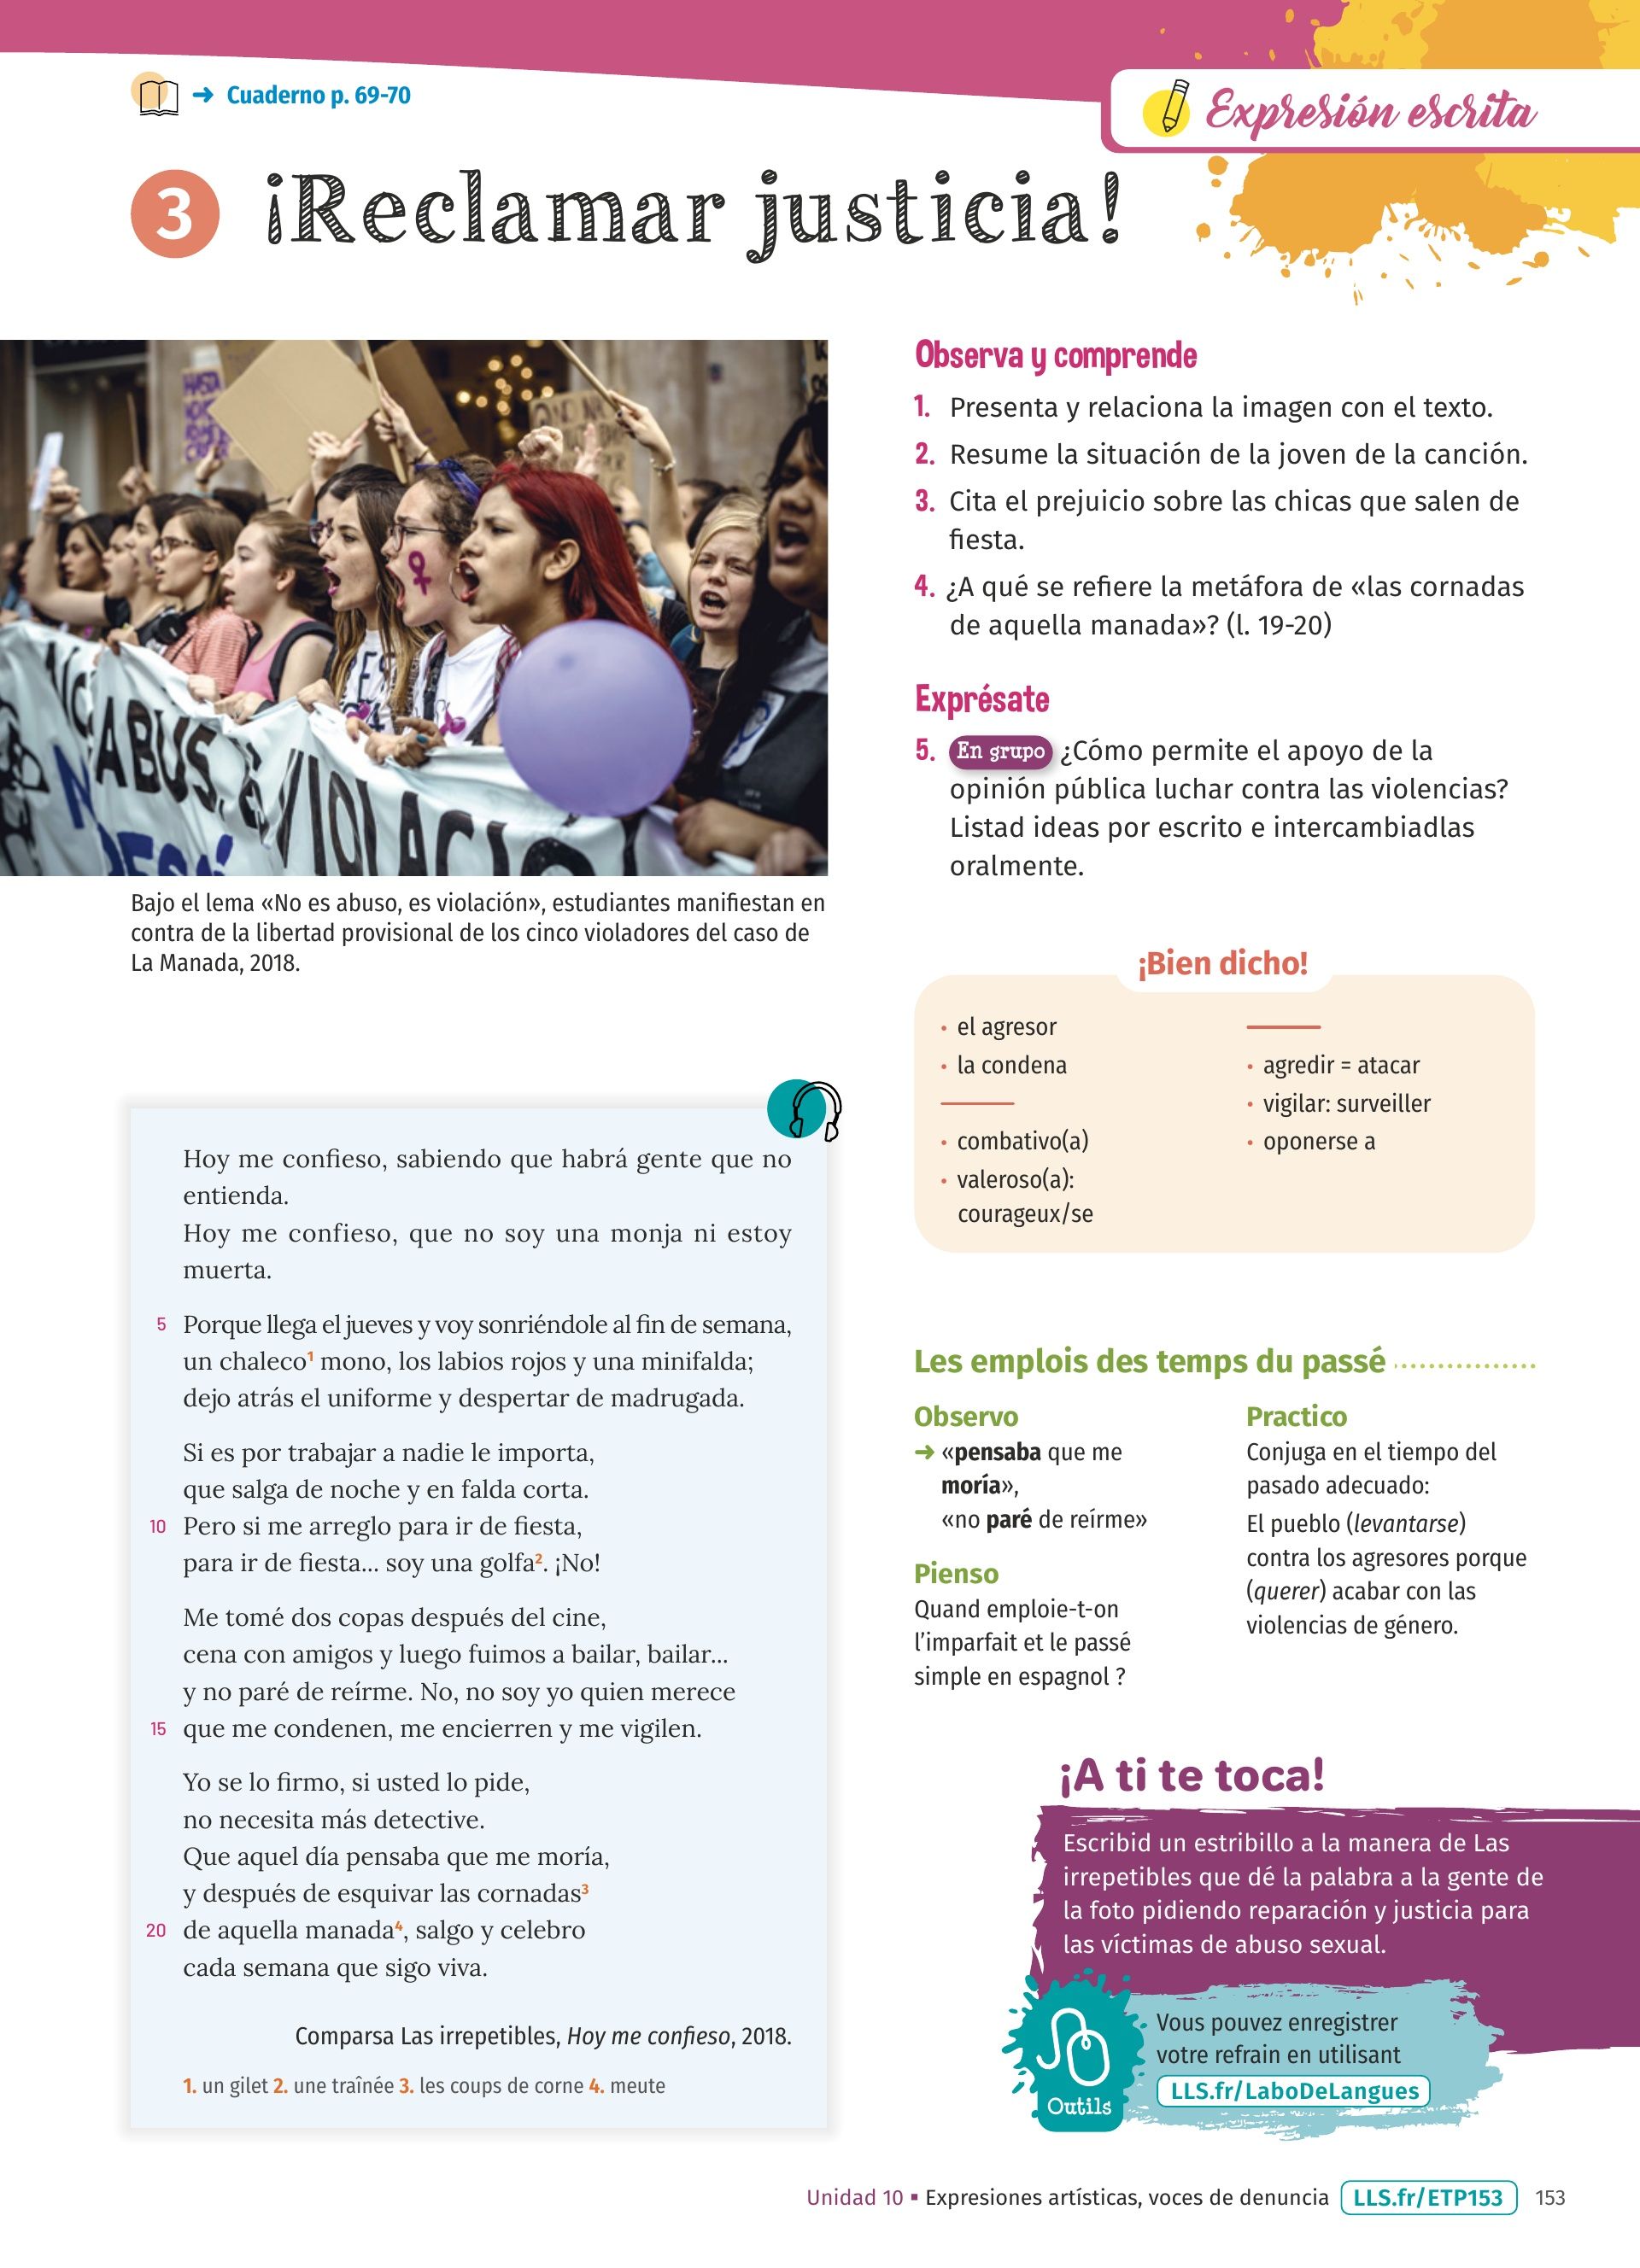 Cuaderno p. 69-70
Expresión escrita
3 ¡Reclamar justicia!
NO
ABUS
VIOLACIÓ
DESÁ
HASTA
Bajo el lema «No es abuso, es violación», estudiantes manifiestan en
contra de la libertad provisional de los cinco violadores del caso de
La Manada, 2018.
Hoy me confieso, sabiendo que habrá gente que no
entienda.
Hoy me confieso, que no soy una monja ni estoy
muerta.
5 Porque llega el jueves y voy sonriéndole al fin de semana,
un chaleco1 mono, los labios rojos y una minifalda;
dejo atrás el uniforme y despertar de madrugada.
Si es por trabajar a nadie le importa,
que salga de noche y en falda corta.
10 Pero si me arreglo para ir de fiesta,
para ir de fiesta... soy una golfa2. ¡No!
Me tomé dos copas después del cine,
cena con amigos y luego fuimos a bailar, bailar...
y no paré de reírme. No, no soy yo quien merece
15 que me condenen, me encierren y me vigilen.
Yo se lo firmo, si usted lo pide,
no necesita más detective.
Que aquel día pensaba que me moría,
y después de esquivar las cornadas3
20 de aquella manada4, salgo y celebro
cada semana que sigo viva.
Comparsa Las irrepetibles, Hoy me confieso, 2018.
1. un gilet 2. une traînée 3. les coups de corne 4. meute
Observa y comprende
1. Presenta y relaciona la imagen con el texto.
2. Resume la situación de la joven de la canción.
3. Cita el prejuicio sobre las chicas que salen de
fiesta.
4. ¿A qué se refiere la metáfora de «las cornadas
de aquella manada»? (l. 19-20)
Exprésate
5. En grupo ¿Cómo permite el apoyo de la
opinión pública luchar contra las violencias?
Listad ideas por escrito e intercambiadlas
oralmente.
¡Bien dicho!
• el agresor
• la condena
• combativo(a)
• valeroso(a):
courageux/se
• agredir = atacar
• vigilar: surveiller
• oponerse a
Les emplois des temps du passé
Observo
➜ «pensaba que me
moría»,
«no paré de reírme»
Pienso
Quand emploie-t-on
l'imparfait et le passé
simple en espagnol ?
Practico
Conjuga en el tiempo del
pasado adecuado:
El pueblo (levantarse)
contra los agresores porque
(querer) acabar con las
violencias de género.
¡A ti te toca!
Escribid un estribillo a la manera de Las
irrepetibles que dé la palabra a la gente de
la foto pidiendo reparación y justicia para
las víctimas de abuso sexual.
Outils
Vous pouvez enregistrer
votre refrain en utilisant
LLS.fr/LaboDeLangues
Unidad 10 ▪ Expresiones artísticas, voces de denuncia LLS.fr/ETP153 153